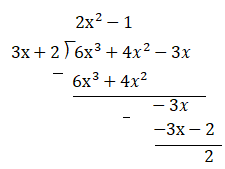 2x² − 1
3x + 2 ) 6x³ + 4x² − 3x
− 6x³ + 4x²
− 3x
− −3x − 2
2